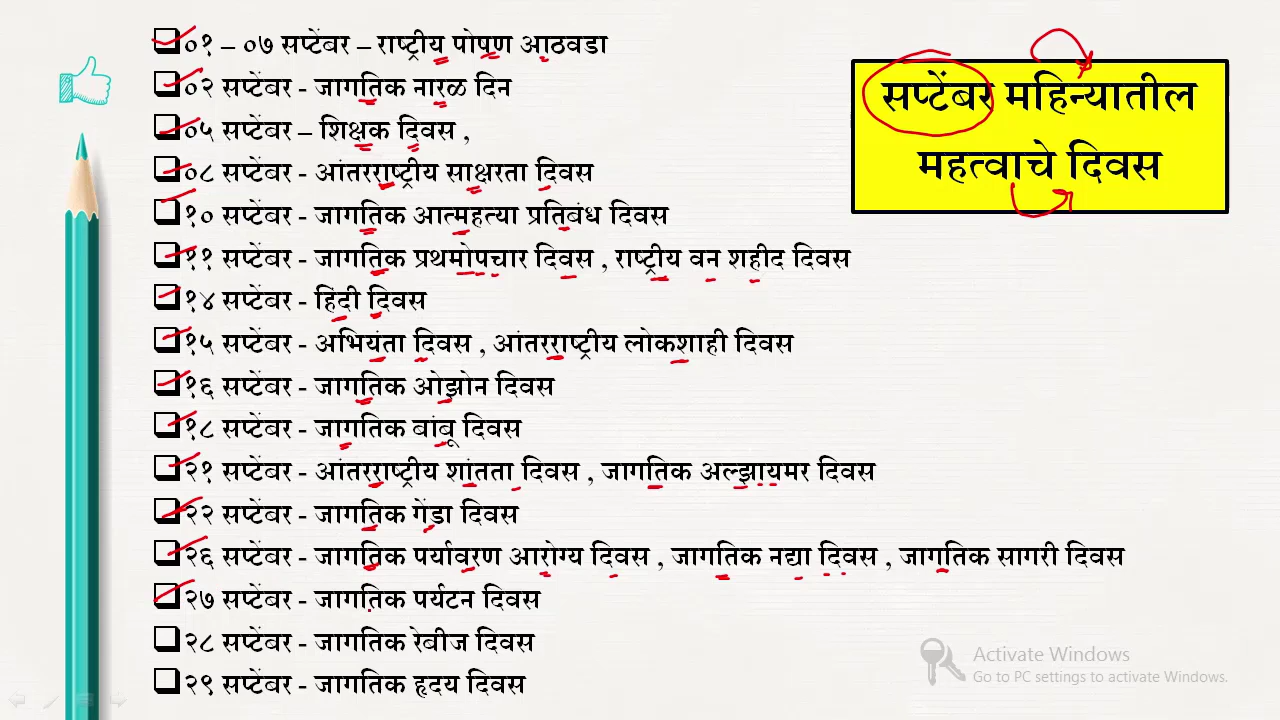 ०१ – ०७ सप्टेंबर – राष्ट्रीय पोषण आठवडा
०२ सप्टेंबर - जागतिक नारळ दिन
०५ सप्टेंबर – शिक्षक दिवस ,
०८ सप्टेंबर - आंतरराष्ट्रीय साक्षरता दिवस
१० सप्टेंबर - जागतिक आत्महत्या प्रतिबंध दिवस
११ सप्टेंबर - जागतिक प्रथमोपचार दिवस , राष्ट्रीय वन शहीद दिवस
१४ सप्टेंबर - हिंदी दिवस
१५ सप्टेंबर - अभियंता दिवस , आंतरराष्ट्रीय लोकशाही दिवस
१६ सप्टेंबर - जागतिक ओझोन दिवस
१८ सप्टेंबर - जागतिक बांबू दिवस
२१ सप्टेंबर - आंतरराष्ट्रीय शांतता दिवस , जागतिक अल्झायमर दिवस
२२ सप्टेंबर - जागतिक गेंडा दिवस
२६ सप्टेंबर - जागतिक पर्यावरण आरोग्य दिवस , जागतिक नद्या दिवस , जागतिक सागरी दिवस
२७ सप्टेंबर - जागतिक पर्यटन दिवस
२८ सप्टेंबर - जागतिक रेबीज दिवस
२९ सप्टेंबर - जागतिक हृदय दिवस
सप्टेंबर महिन्यातील
महत्वाचे दिवस
Activate Windows
Go to PC settings to activate Windows.